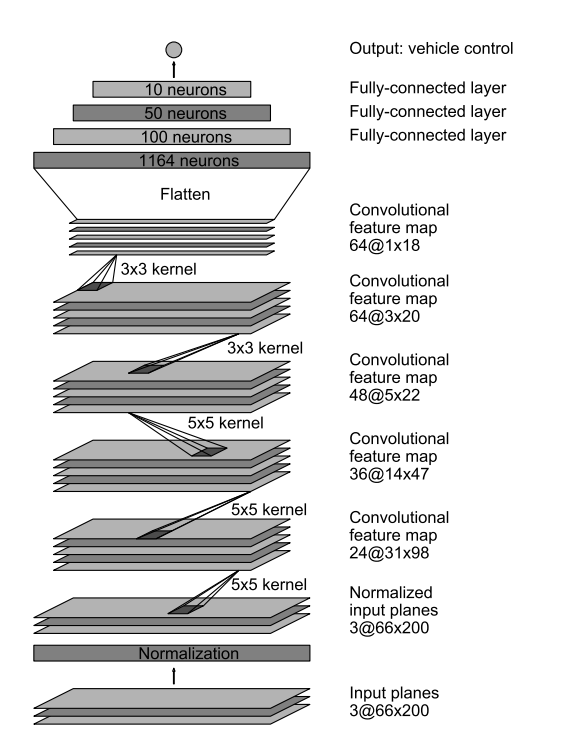 Output: vehicle control
10 neurons
Fully-connected layer
50 neurons
Fully-connected layer
100 neurons
Fully-connected layer
1164 neurons
Flatten
Convolutional
feature map
64@1x18
3x3 kernel
Convolutional
feature map
64@3x20
3x3 kernel
Convolutional
feature map
48@5x22
5x5 kernel
Convolutional
feature map
36@14x47
5x5 kernel
Convolutional
feature map
24@31x98
5x5 kernel
Normalized
input planes
3@66x200
Normalization
Input planes
3@66x200